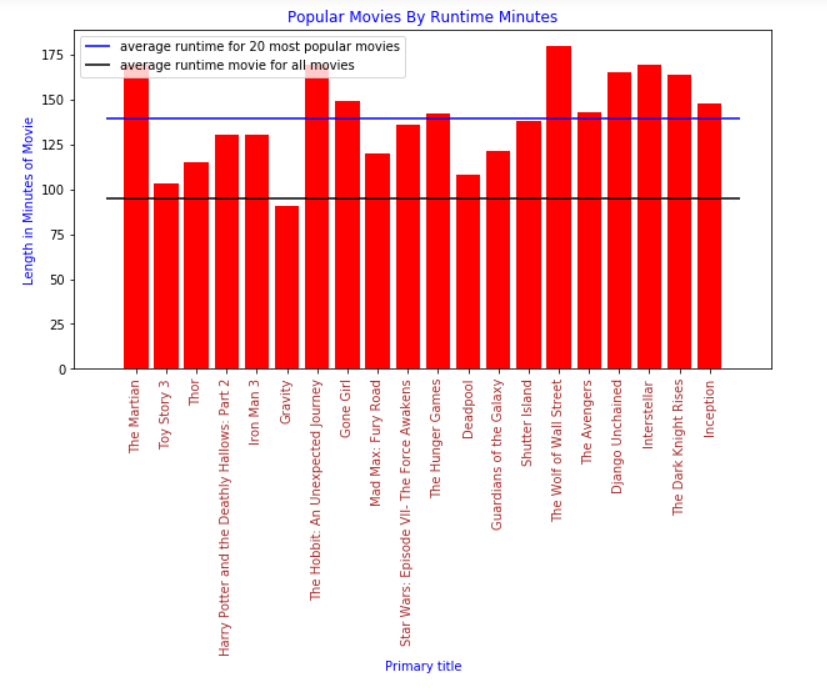 Popular Movies By Runtime Minutes
average runtime for 20 most popular movies
average runtime movie for all movies
Length in Minutes of Movie
175
150
125
100
75
50
25
0
The Martian
Toy Story 3
Thor
Harry Potter and the Deathly Hallows: Part 2
Iron Man 3
Gravity
The Hobbit: An Unexpected Journey
Gone Girl
Mad Max: Fury Road
Star Wars: Episode VII- The Force Awakens
The Hunger Games
Deadpool
Guardians of the Galaxy
Shutter Island
The Wolf of Wall Street
The Avengers
Django Unchained
Interstellar
The Dark Knight Rises
Inception
Primary title